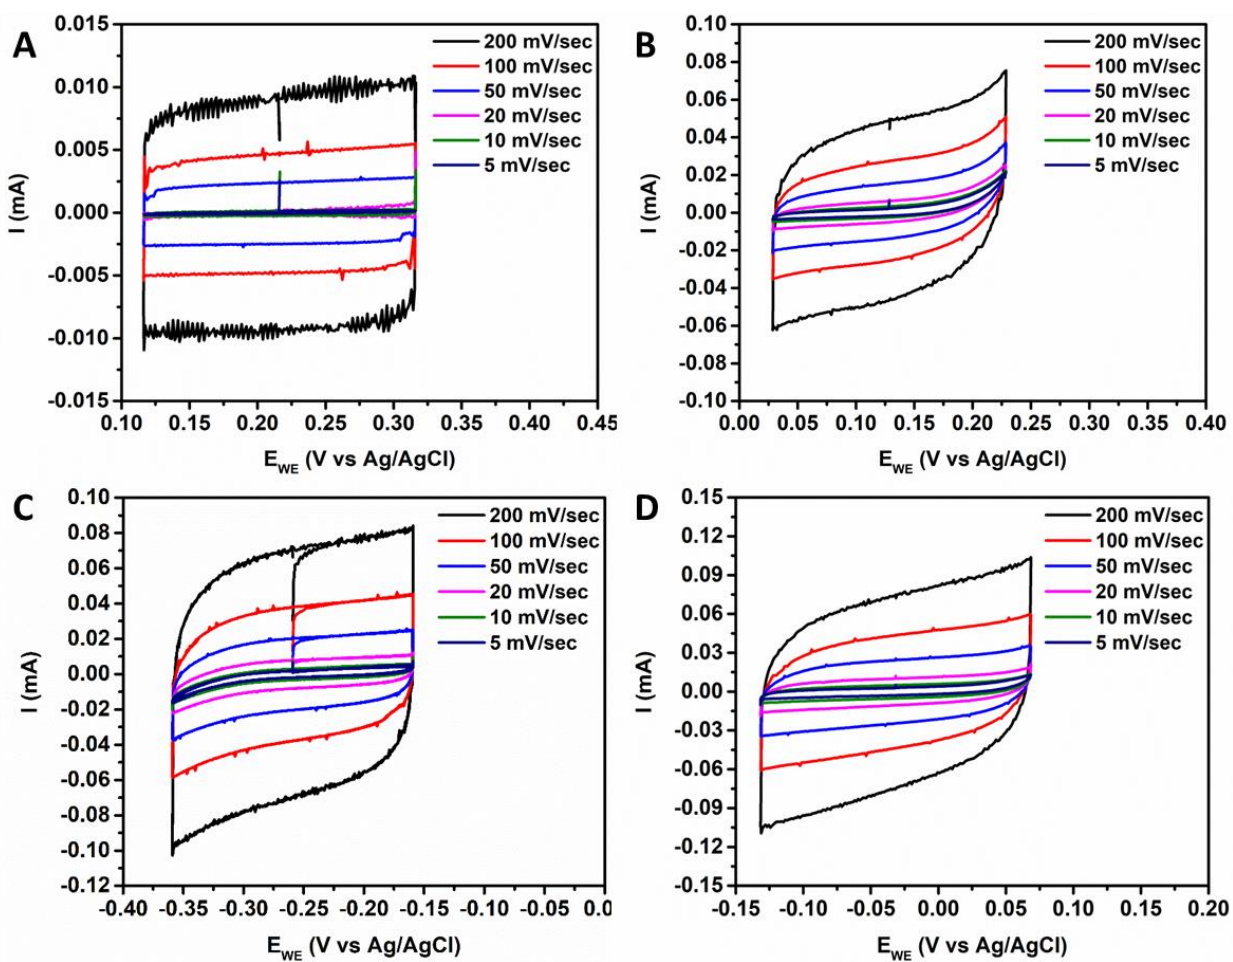 A
200 mV/sec
100 mV/sec
50 mV/sec
20 mV/sec
10 mV/sec
5 mV/sec
0.015
0.010
0.005
0.000
-0.005
-0.010
-0.015
I (mA)
0.10 0.15 0.20 0.25 0.30 0.35 0.40 0.45
E_WE (V vs Ag/AgCl)
B
200 mV/sec
100 mV/sec
50 mV/sec
20 mV/sec
10 mV/sec
5 mV/sec
0.10
0.08
0.06
0.04
0.02
0.00
-0.02
-0.04
-0.06
-0.08
-0.10
I (mA)
0.00 0.05 0.10 0.15 0.20 0.25 0.30 0.35 0.40
E_WE (V vs Ag/AgCl)
C
200 mV/sec
100 mV/sec
50 mV/sec
20 mV/sec
10 mV/sec
5 mV/sec
0.10
0.08
0.06
0.04
0.02
0.00
-0.02
-0.04
-0.06
-0.08
-0.10
-0.12
I (mA)
-0.40 -0.35 -0.30 -0.25 -0.20 -0.15 -0.10 -0.05 0.0
E_WE (V vs Ag/AgCl)
D
200 mV/sec
100 mV/sec
50 mV/sec
20 mV/sec
10 mV/sec
5 mV/sec
0.15
0.12
0.09
0.06
0.03
0.00
-0.03
-0.06
-0.09
-0.12
-0.15
I (mA)
-0.15 -0.10 -0.05 0.00 0.05 0.10 0.15 0.20
E_WE (V vs Ag/AgCl)